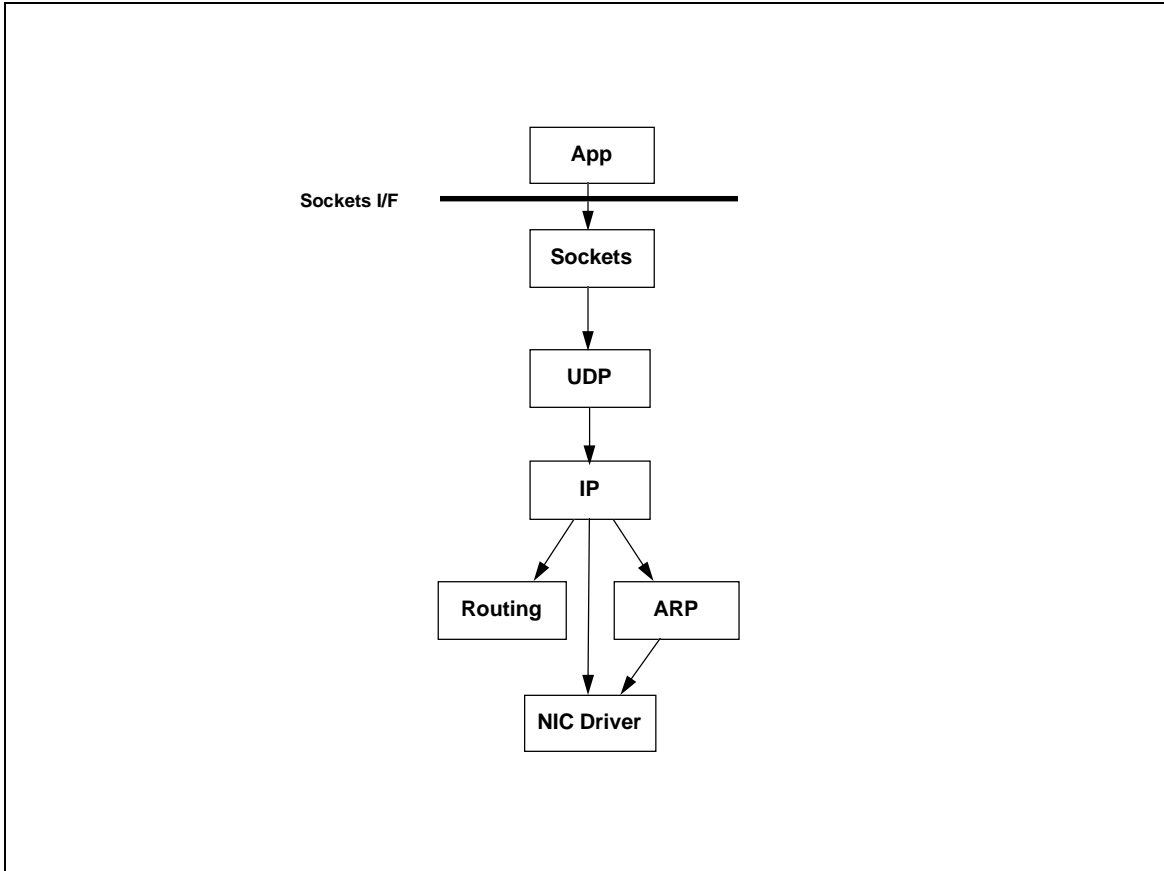 App
Sockets I/F
Sockets
UDP
IP
Routing
ARP
NIC Driver